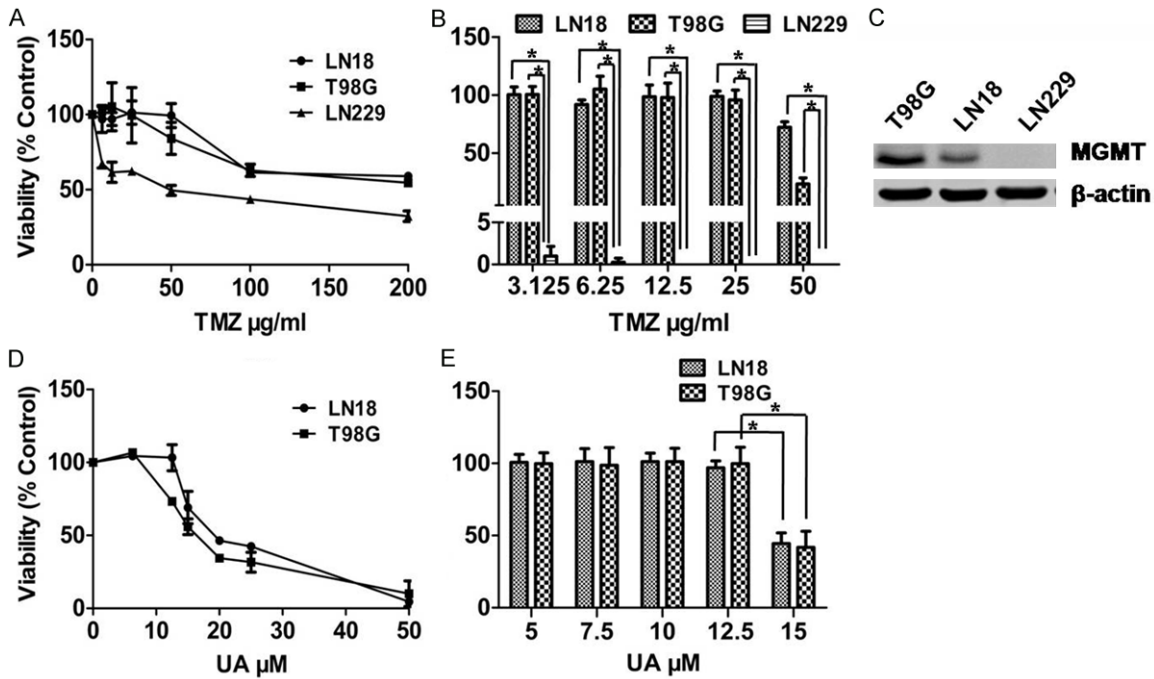 A
150
100
50
0
Viability (% Control)
LN18
T98G
LN229
0 50 100 150 200
TMZ µg/ml
B
LN18 T98G LN229
150
100
50
5
0
* * * * *
* * * * *
3.125 6.25 12.5 25 50
TMZ µg/ml
C
T98G LN18 LN229
MGMT
β-actin
D
150
100
50
0
Viability (% Control)
LN18
T98G
0 10 20 30 40 50
UA µM
E
LN18
T98G
150
100
50
0
* *
5 7.5 10 12.5 15
UA µM